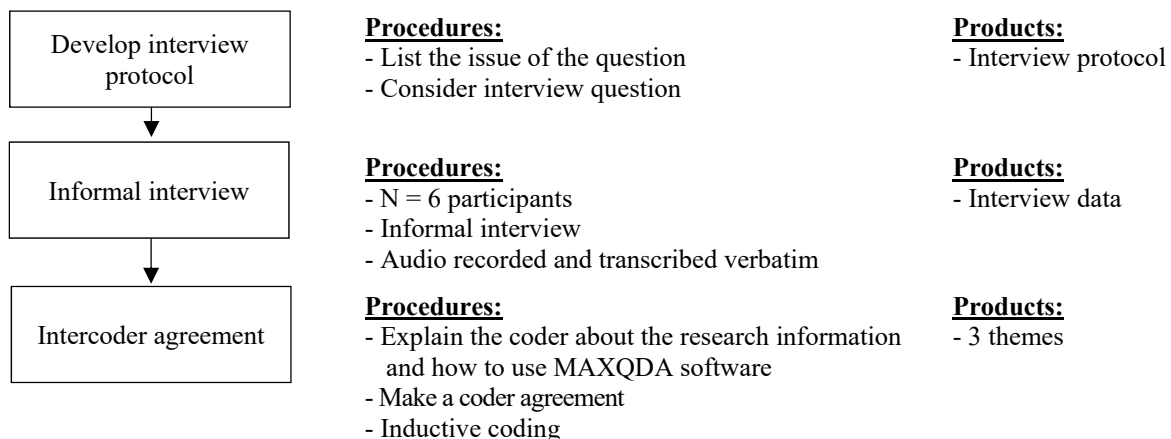 Develop interview
protocol
Procedures:
- List the issue of the question
- Consider interview question
Products:
- Interview protocol
Informal interview
Procedures:
- N = 6 participants
- Informal interview
- Audio recorded and transcribed verbatim
Products:
- Interview data
Intercoder agreement
Procedures:
- Explain the coder about the research information
and how to use MAXQDA software
- Make a coder agreement
- Inductive coding
Products:
- 3 themes